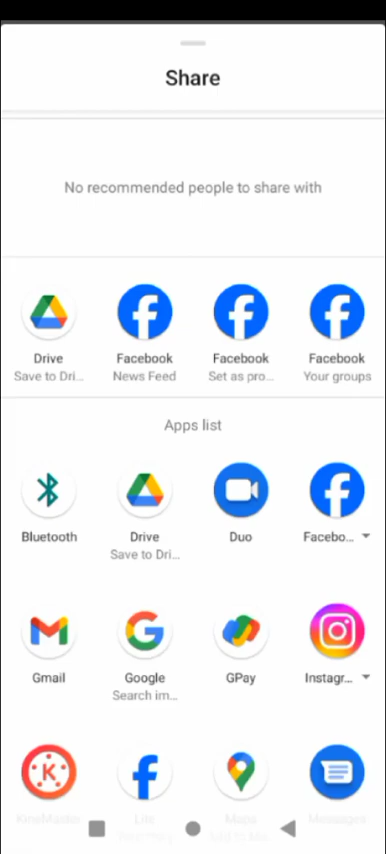 Share
No recommended people to share with
Drive Facebook Facebook Facebook
Save to Dri... News Feed Set as pro... Your groups
Apps list
Bluetooth Drive Duo Facebo...
Save to Dri...
Gmail Google GPay Instagr...
Search im...
KineMaster Lite Maps Messages